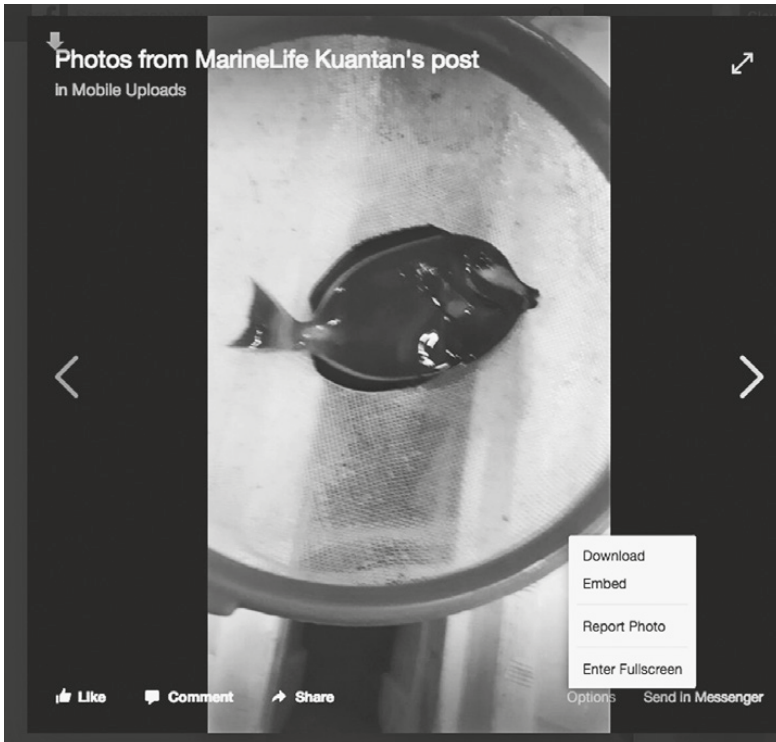 Photos from MarineLife Kuantan's post
in Mobile Uploads
Download
Embed
Report Photo
Enter Fullscreen
Like Comment Share Options Send in Messenger